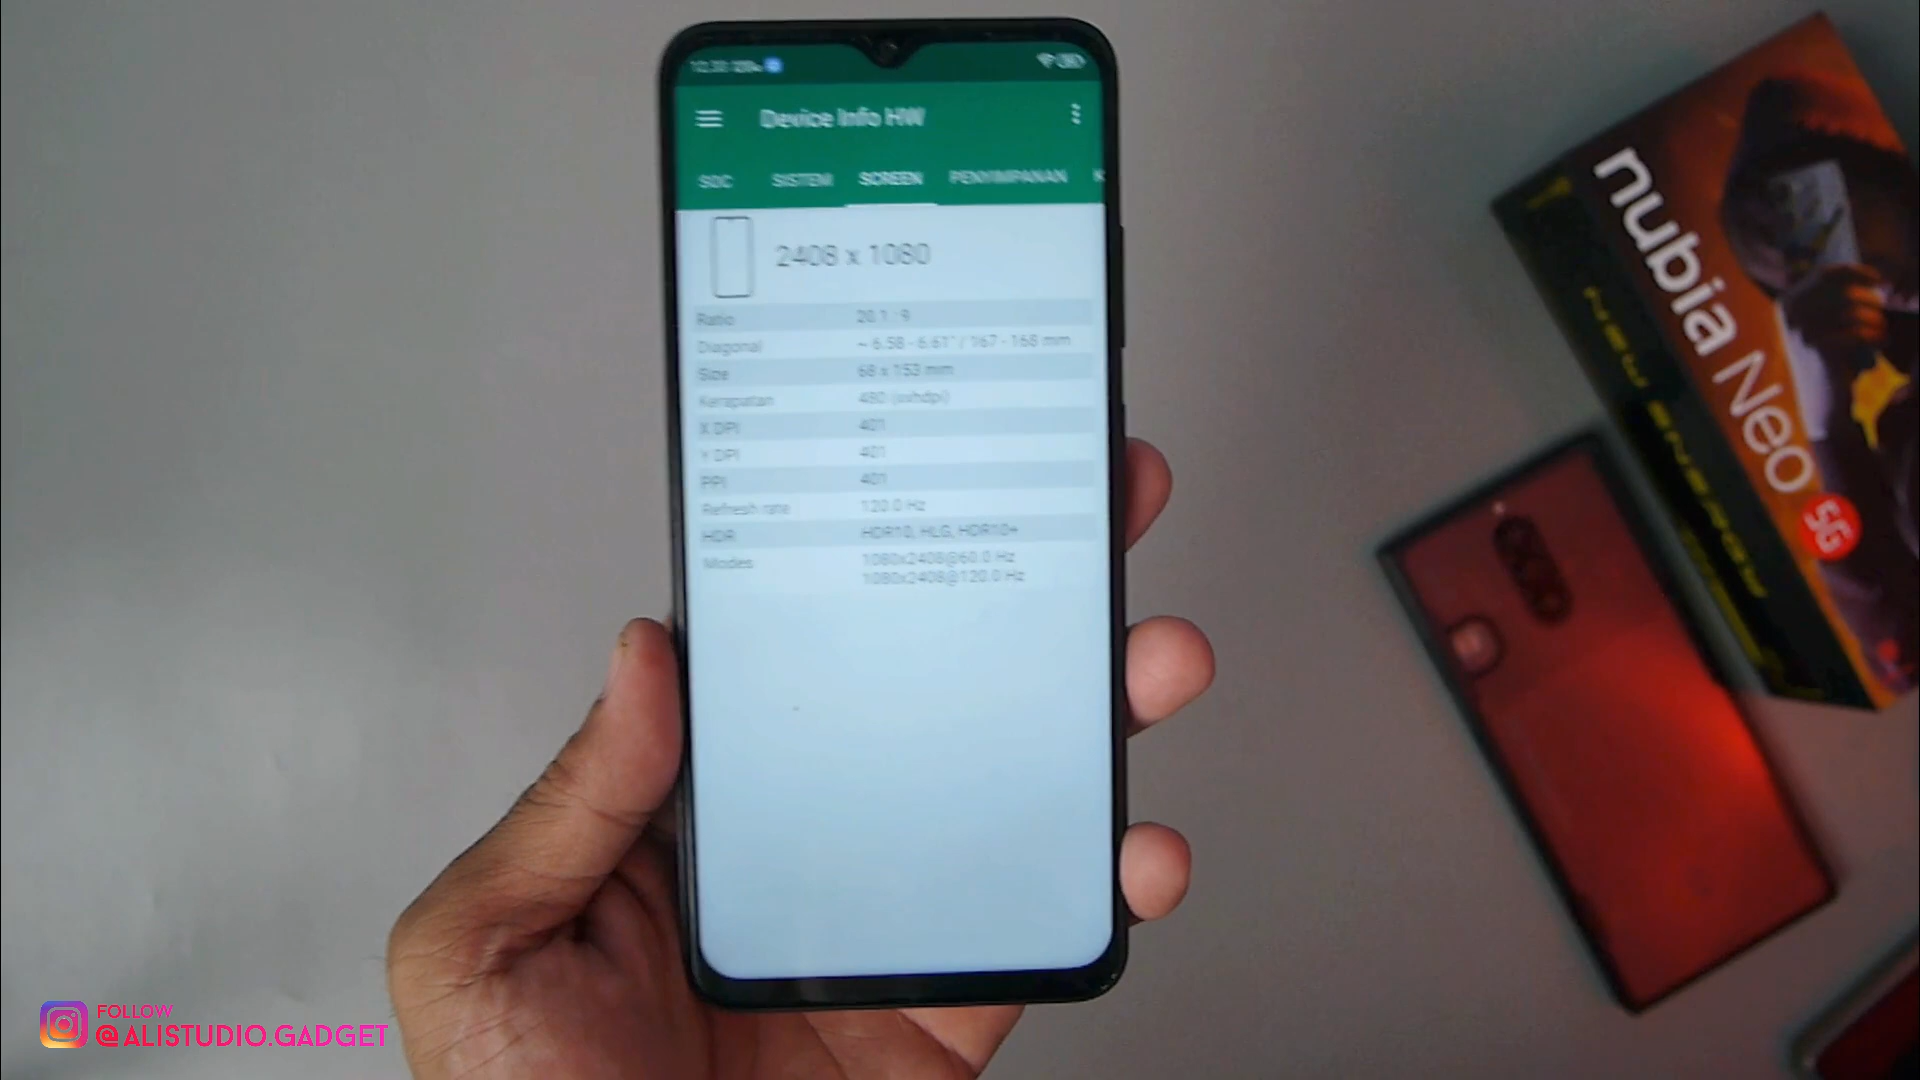 Device Info HW
SOC SISTEM SCREEN PENYIMPANAN K
2408 x 1080
Ratio 20.1 : 9
Diagonal ~ 6.58 - 6.61" / 167 - 168 mm
Size 68 x 153 mm
Kerapatan 480 (xxhdpi)
X DPI 401
Y DPI 401
PPI 401
Refresh rate 120.0 Hz
HDR HDR10, HLG, HDR10+
Modes 1080x2408@60.0 Hz
1080x2408@120.0 Hz
nubia Neo 5G
NEW ENERGY
FOLLOW
@ALISTUDIO.GADGET